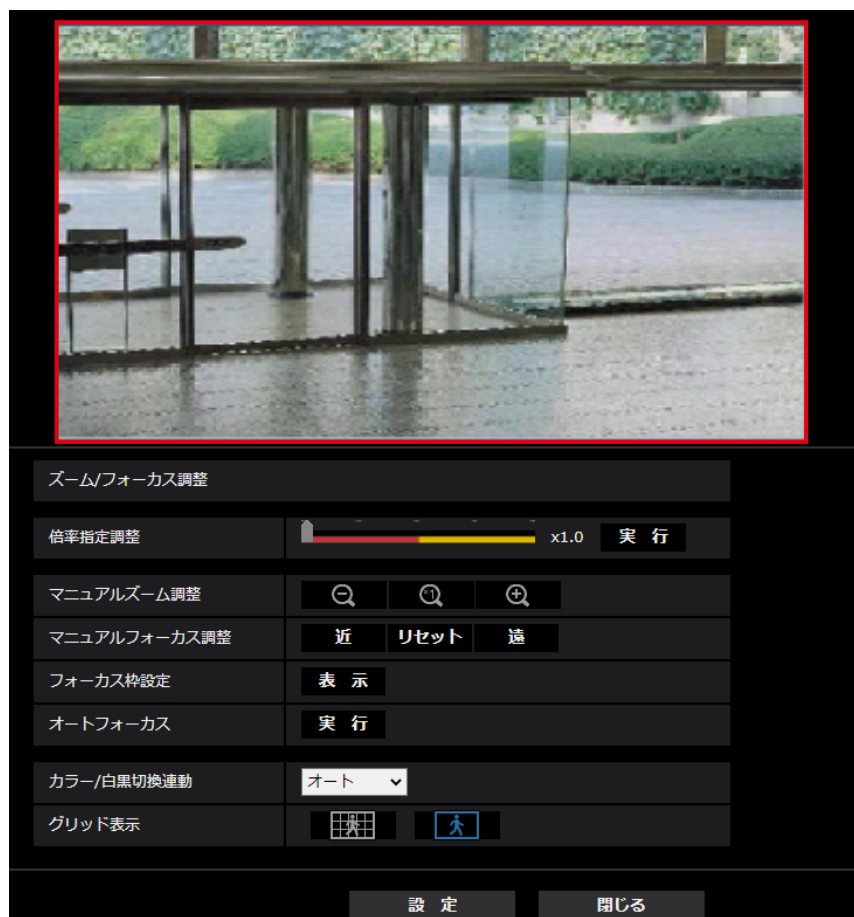 ズーム/フォーカス調整
倍率指定調整 x1.0 実 行
マニュアルズーム調整 ×1
マニュアルフォーカス調整 近 リセット 遠
フォーカス枠設定 表 示
オートフォーカス 実 行
カラー/白黒切換連動 オート
グリッド表示
設 定 閉じる